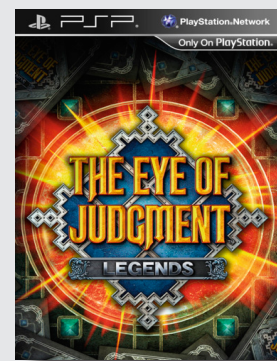 PSP. PlayStation®Network
Only On PlayStation.
THE EYE OF
JUDGMENT
LEGENDS